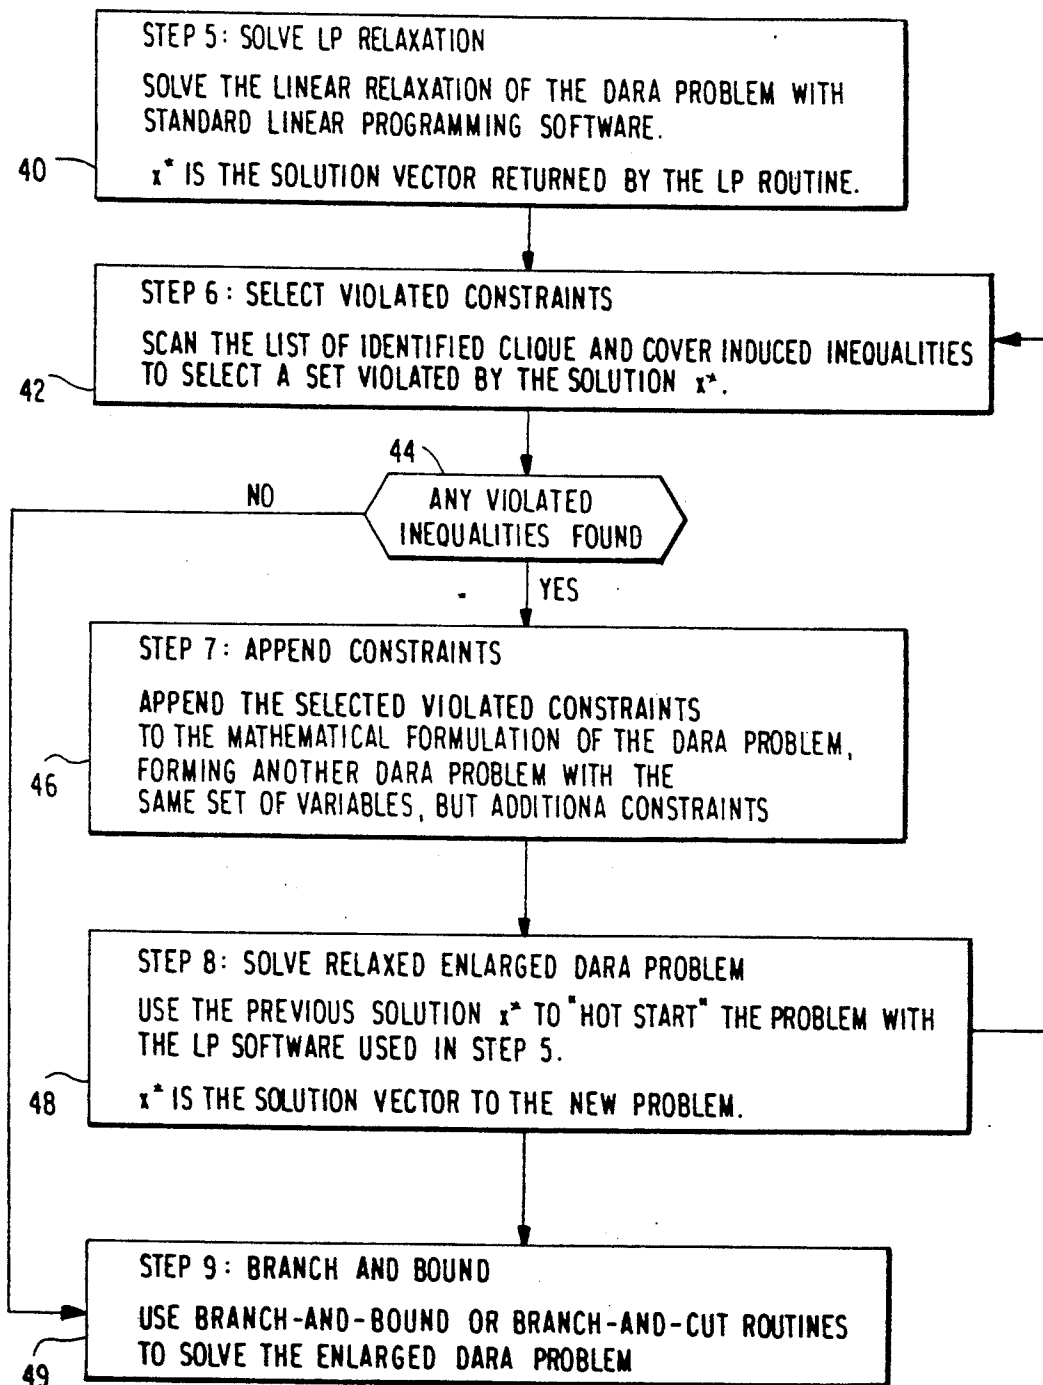 STEP 5: SOLVE LP RELAXATION
SOLVE THE LINEAR RELAXATION OF THE DARA PROBLEM WITH
STANDARD LINEAR PROGRAMMING SOFTWARE.
x* IS THE SOLUTION VECTOR RETURNED BY THE LP ROUTINE.
40
STEP 6: SELECT VIOLATED CONSTRAINTS
SCAN THE LIST OF IDENTIFIED CLIQUE AND COVER INDUCED INEQUALITIES
TO SELECT A SET VIOLATED BY THE SOLUTION x*.
42
44
NO
ANY VIOLATED
INEQUALITIES FOUND
YES
STEP 7: APPEND CONSTRAINTS
APPEND THE SELECTED VIOLATED CONSTRAINTS
TO THE MATHEMATICAL FORMULATION OF THE DARA PROBLEM,
FORMING ANOTHER DARA PROBLEM WITH THE
SAME SET OF VARIABLES, BUT ADDITIONA CONSTRAINTS
46
STEP 8: SOLVE RELAXED ENLARGED DARA PROBLEM
USE THE PREVIOUS SOLUTION x* TO "HOT START" THE PROBLEM WITH
THE LP SOFTWARE USED IN STEP 5.
x* IS THE SOLUTION VECTOR TO THE NEW PROBLEM.
48
STEP 9: BRANCH AND BOUND
USE BRANCH-AND-BOUND OR BRANCH-AND-CUT ROUTINES
TO SOLVE THE ENLARGED DARA PROBLEM
49